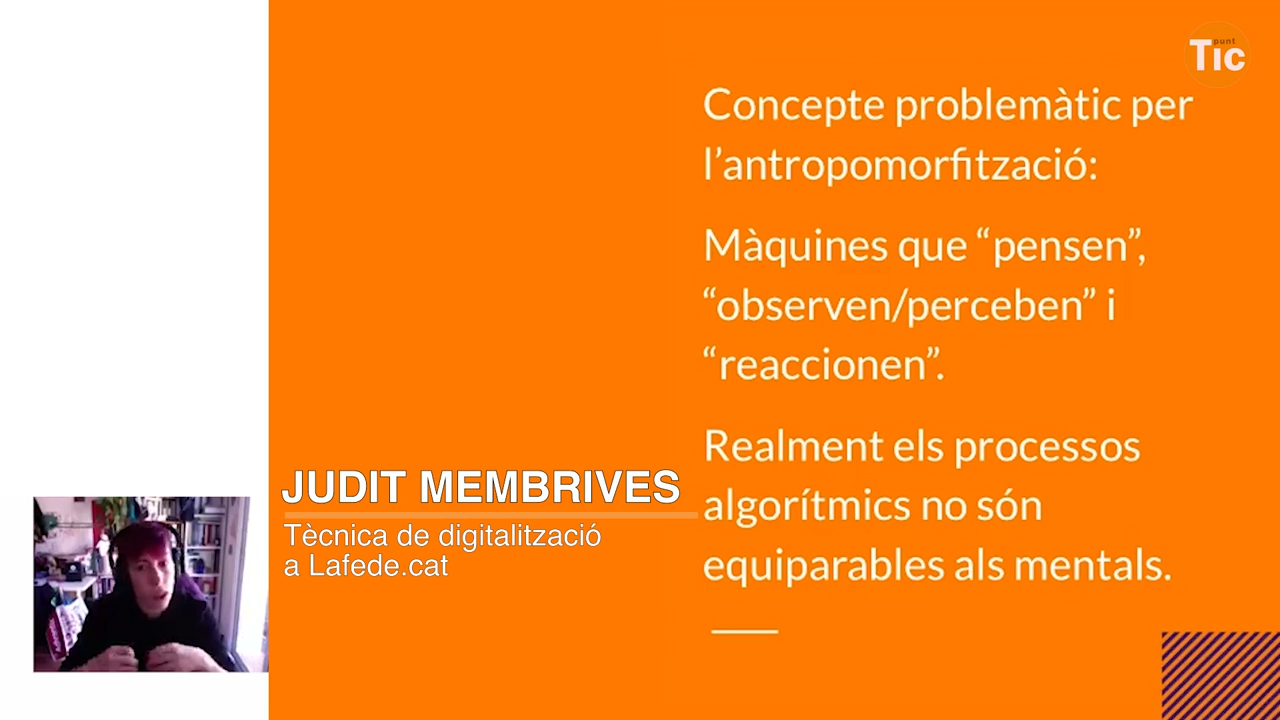 punt
Tic
Concepte problemàtic per
l’antropomorfització:
Màquines que “pensen”,
“observen/perceben” i
“reaccionen”.
Realment els processos
algorítmics no són
equiparables als mentals.
JUDIT MEMBRIVES
Tècnica de digitalització
a Lafede.cat